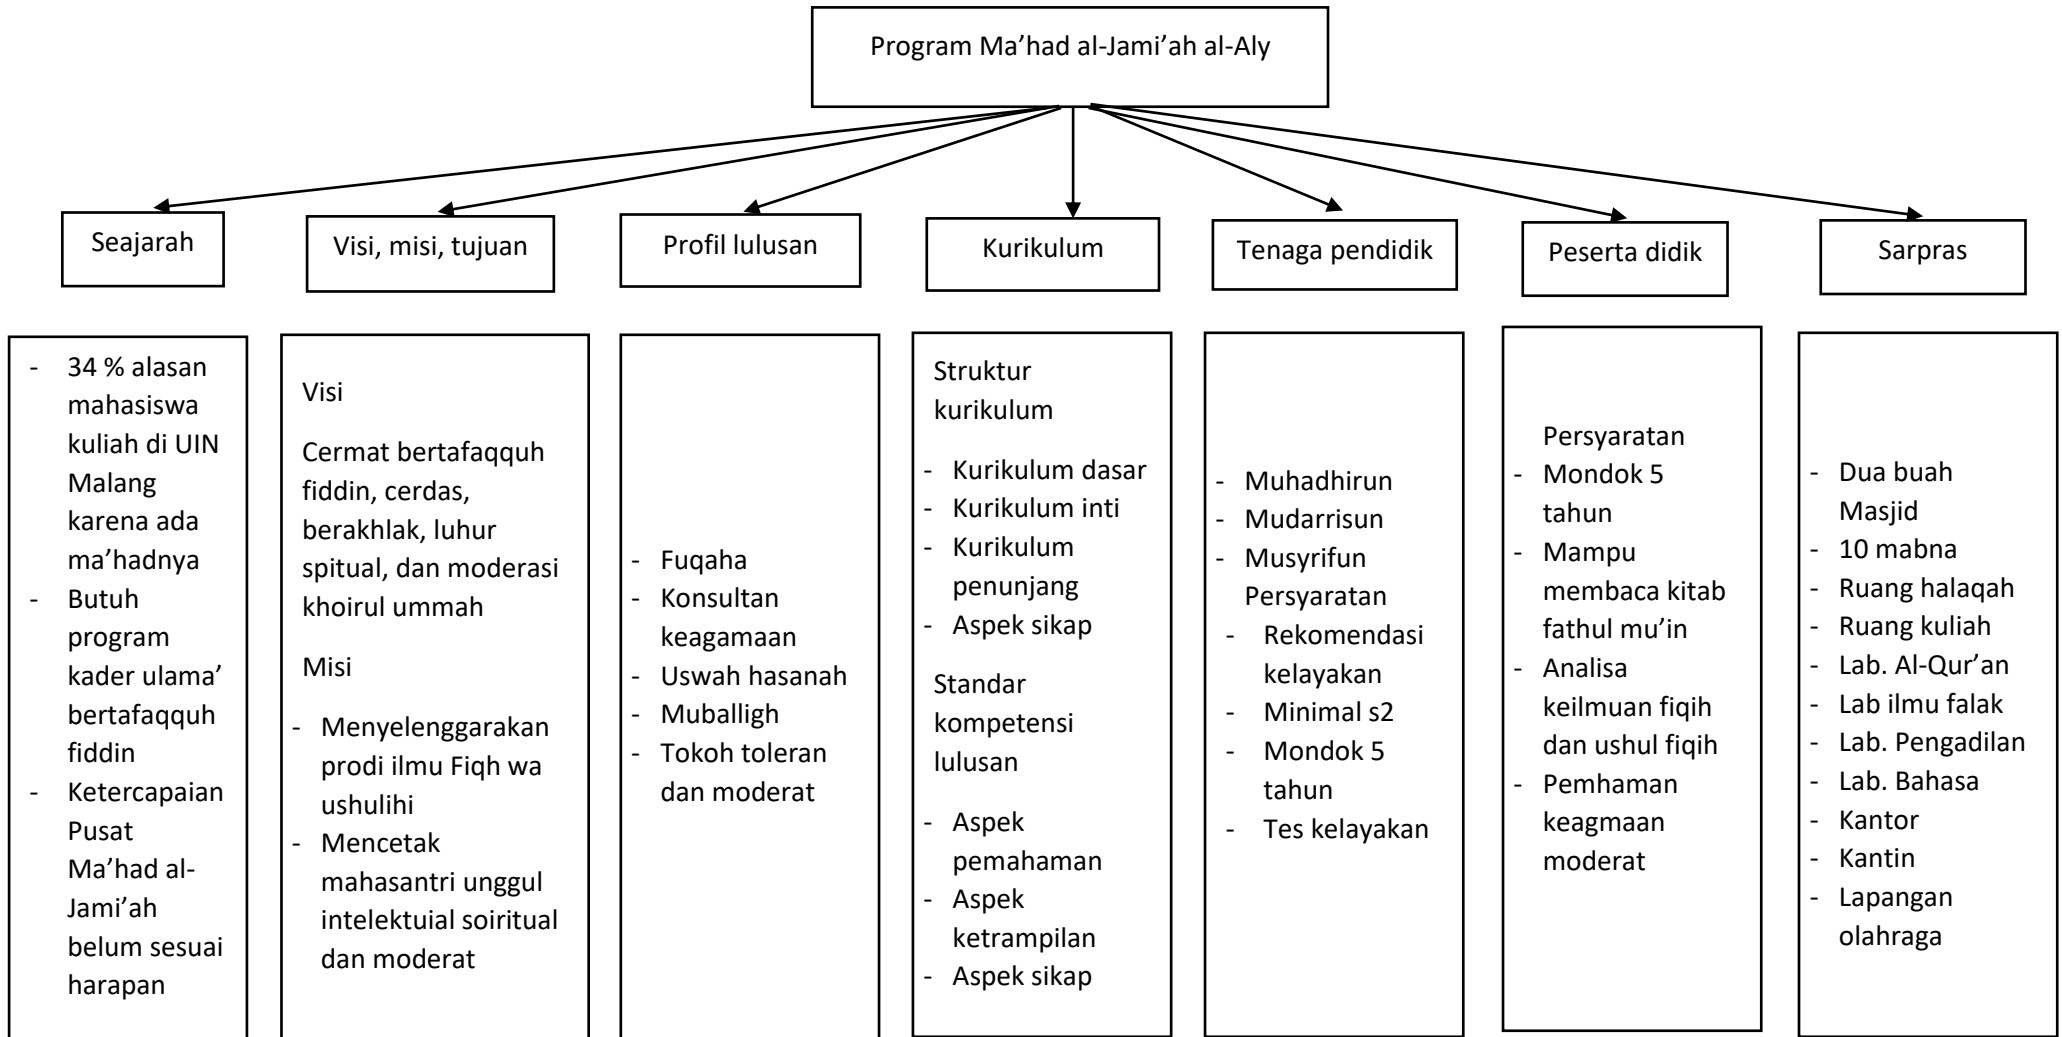 Program Ma’had al-Jami’ah al-Aly
Seajarah
Visi, misi, tujuan
Profil lulusan
Kurikulum
Tenaga pendidik
Peserta didik
Sarpras
- 34 % alasan
mahasiswa
kuliah di UIN
Malang
karena ada
ma’hadnya
- Butuh
program
kader ulama’
bertafaqquh
fiddin
- Ketercapaian
Pusat
Ma’had al-
Jami’ah
belum sesuai
harapan
Visi
Cermat bertafaqquh
fiddin, cerdas,
berakhlak, luhur
spitual, dan moderasi
khoirul ummah
Misi
- Menyelenggarakan
prodi ilmu Fiqh wa
ushulihi
- Mencetak
mahasantri unggul
intelektuial soiritual
dan moderat
- Fuqaha
- Konsultan
keagamaan
- Uswah hasanah
- Muballigh
- Tokoh toleran
dan moderat
Struktur
kurikulum
- Kurikulum dasar
- Kurikulum inti
- Kurikulum
penunjang
- Aspek sikap
Standar
kompetensi
lulusan
- Aspek
pemahaman
- Aspek
ketrampilan
- Aspek sikap
- Muhadhirun
- Mudarrisun
- Musyrifun
Persyaratan
- Rekomendasi
kelayakan
- Minimal s2
- Mondok 5
tahun
- Tes kelayakan
Persyaratan
- Mondok 5
tahun
- Mampu
membaca kitab
fathul mu’in
- Analisa
keilmuan fiqih
dan ushul fiqih
- Pemhaman
keagmaan
moderat
- Dua buah
Masjid
- 10 mabna
- Ruang halaqah
- Ruang kuliah
- Lab. Al-Qur’an
- Lab ilmu falak
- Lab. Pengadilan
- Lab. Bahasa
- Kantor
- Kantin
- Lapangan
olahraga